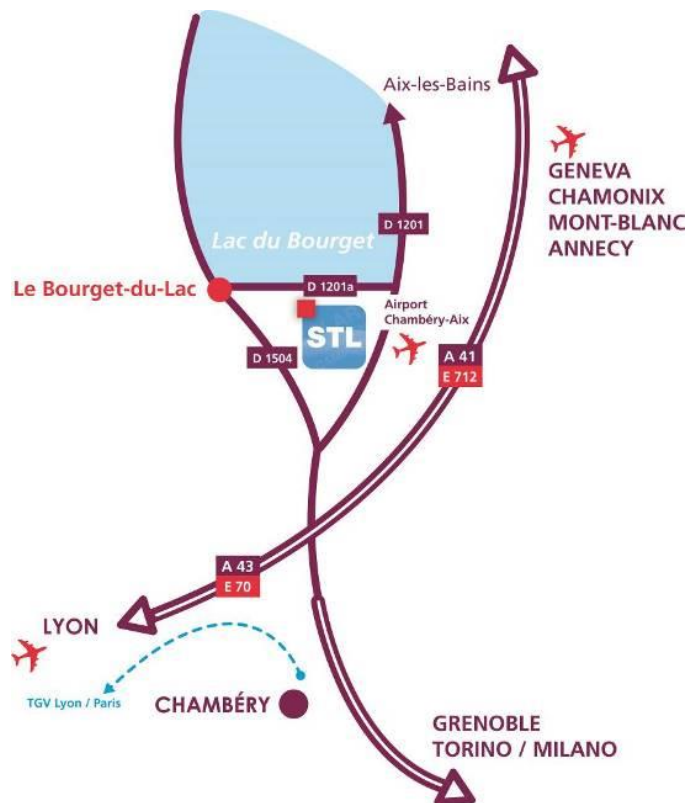 Aix-les-Bains
GENEVA
CHAMONIX
MONT-BLANC
ANNECY
D 1201
Lac du Bourget
D 1201a
Le Bourget-du-Lac
Airport
Chambéry-Aix
STL
D 1504
A 41
E 712
A 43
E 70
LYON
TGV Lyon / Paris
CHAMBÉRY
GRENOBLE
TORINO / MILANO